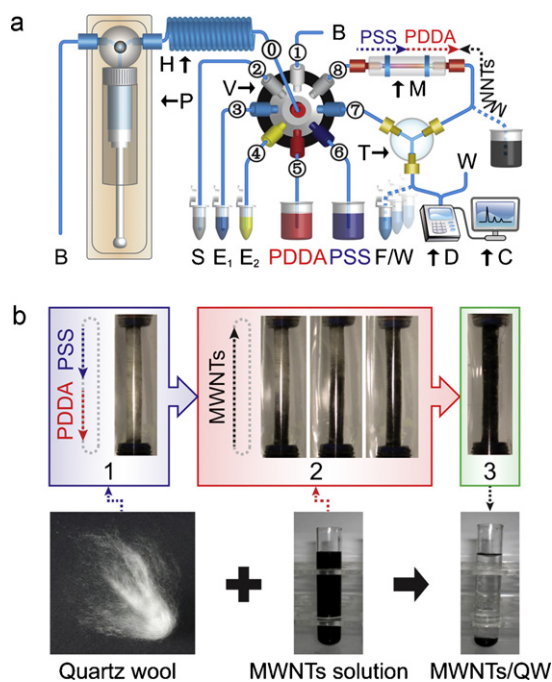 a
B
H
P
V
⓪
①
②
③
④
⑤
⑥
⑦
⑧
B
PSS PDDA
M
MWNTs
T
W
B
S E₁ E₂ PDDA PSS F/W D C
b
PSS
PDDA
MWNTs
1 2 3
Quartz wool MWNTs solution MWNTs/QW